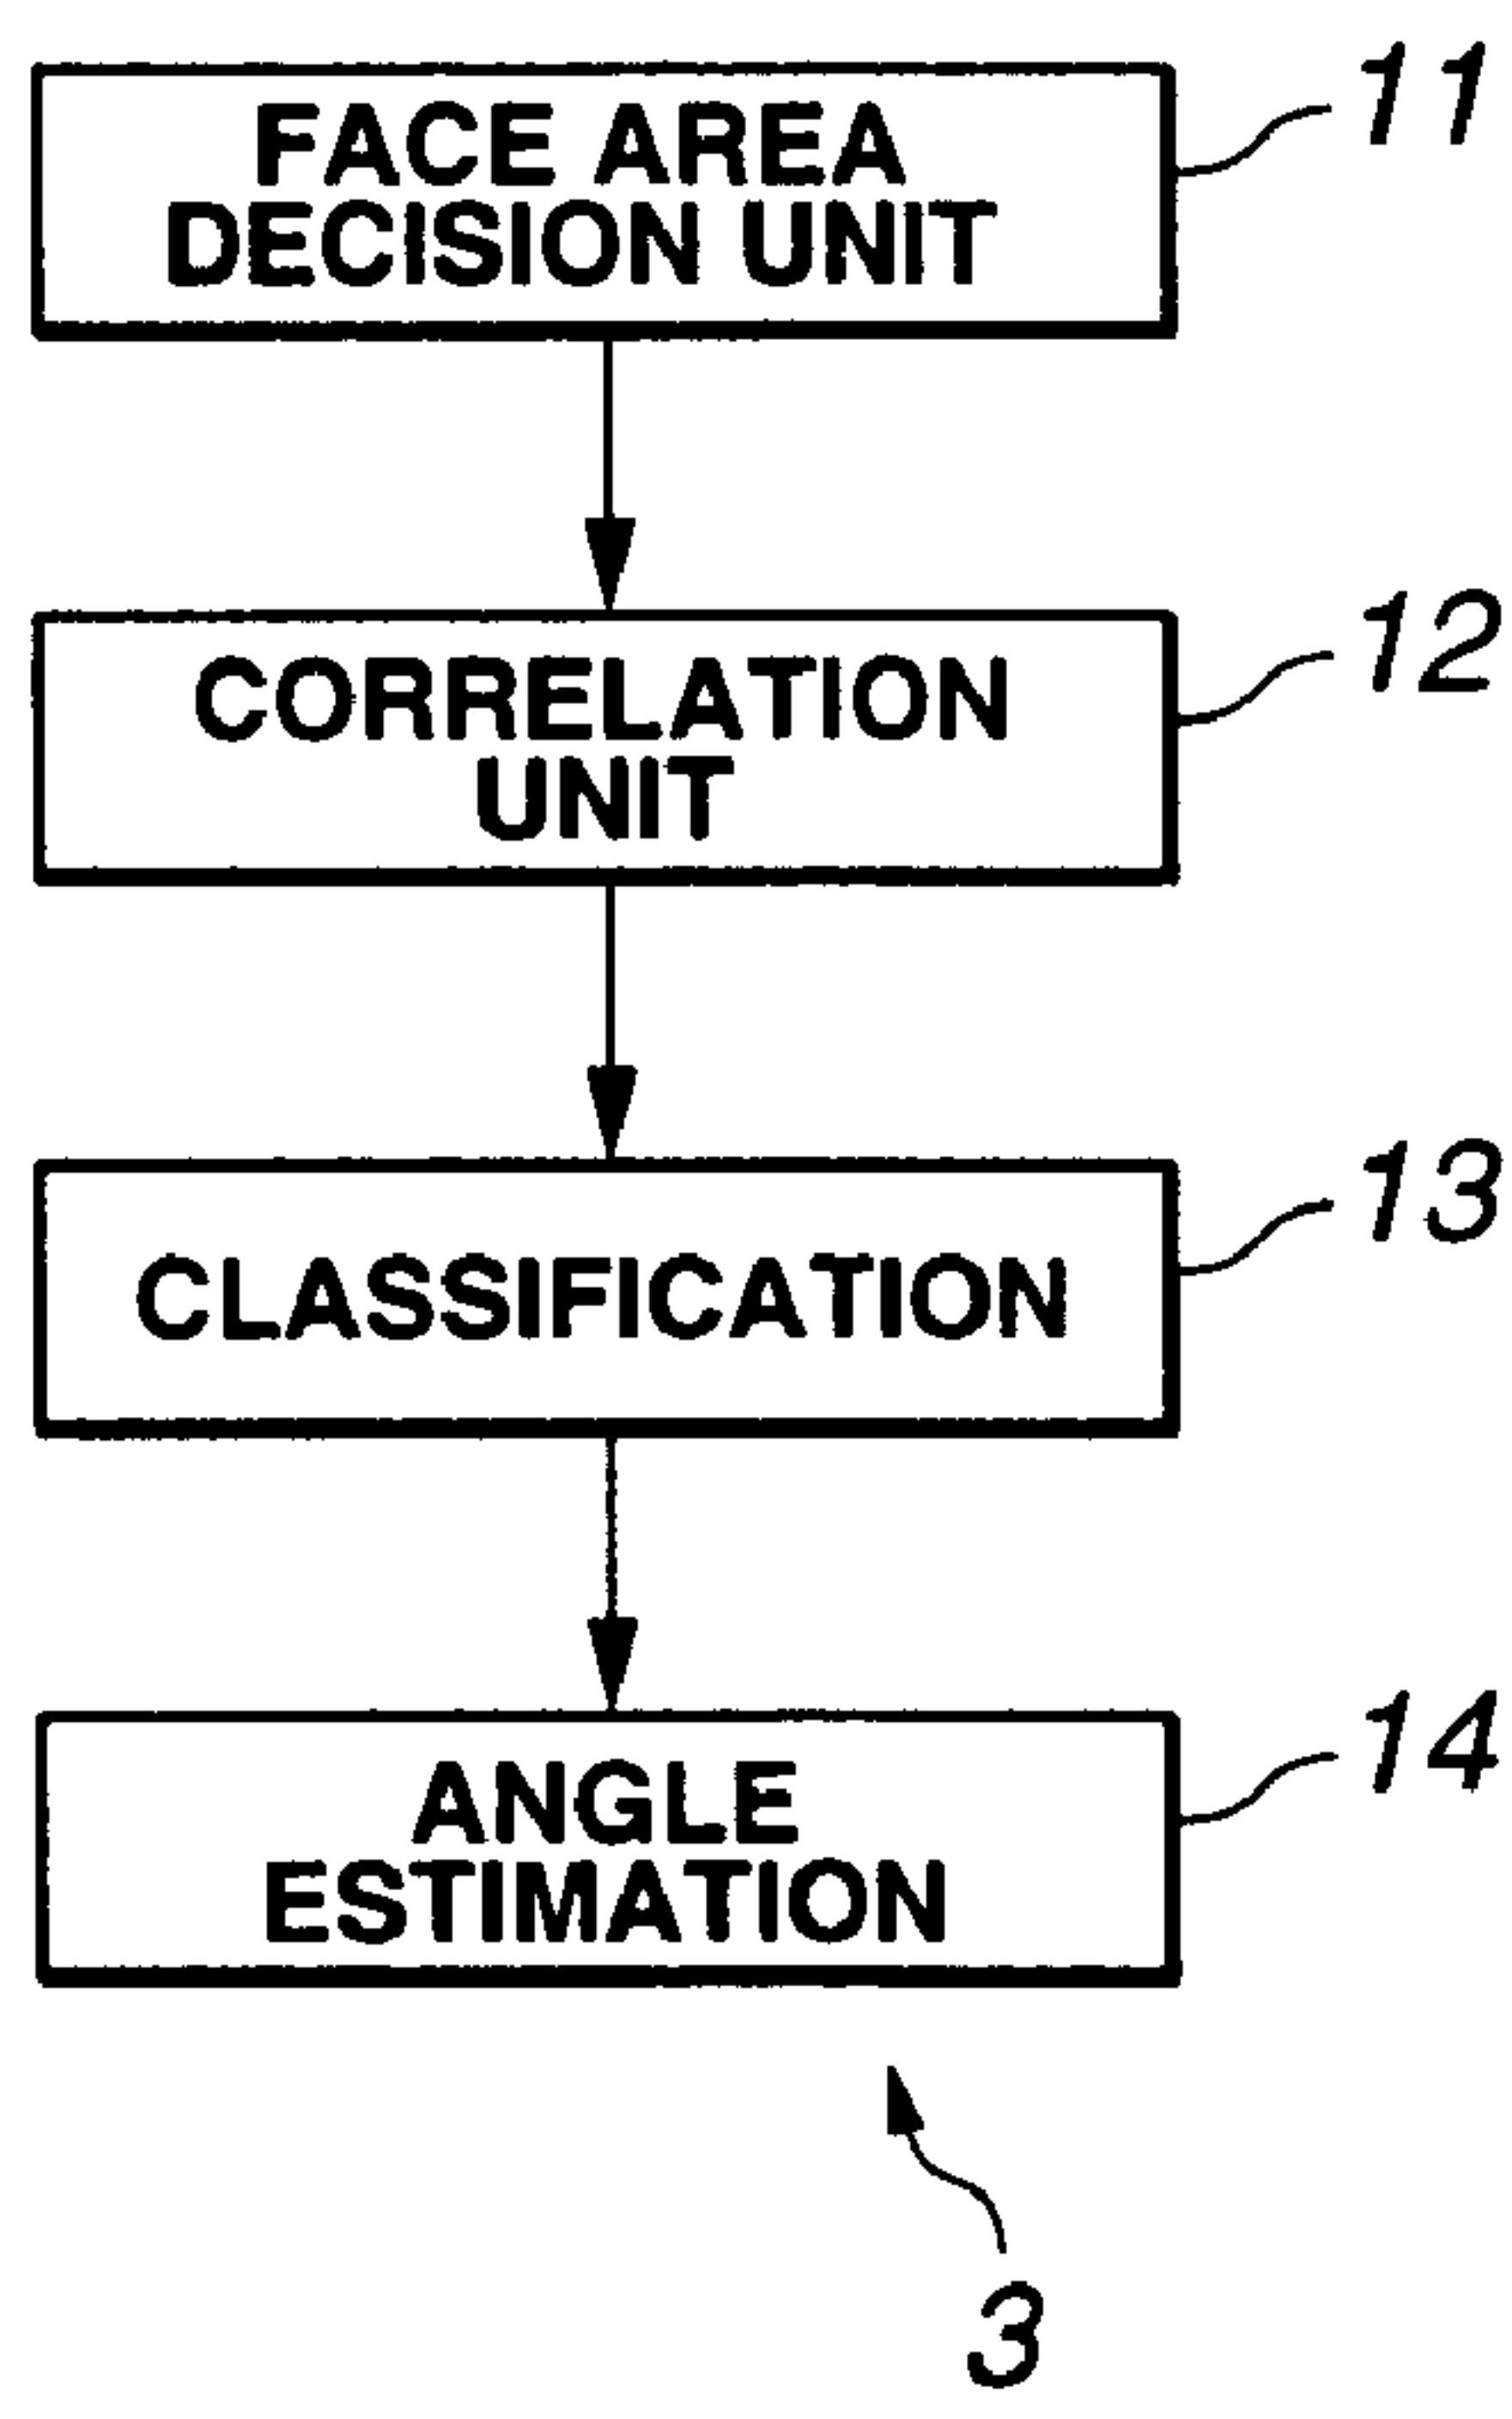 FACE AREA
DECISION UNIT
11
CORRELATION
UNIT
12
CLASSIFICATION
13
ANGLE
ESTIMATION
14
3